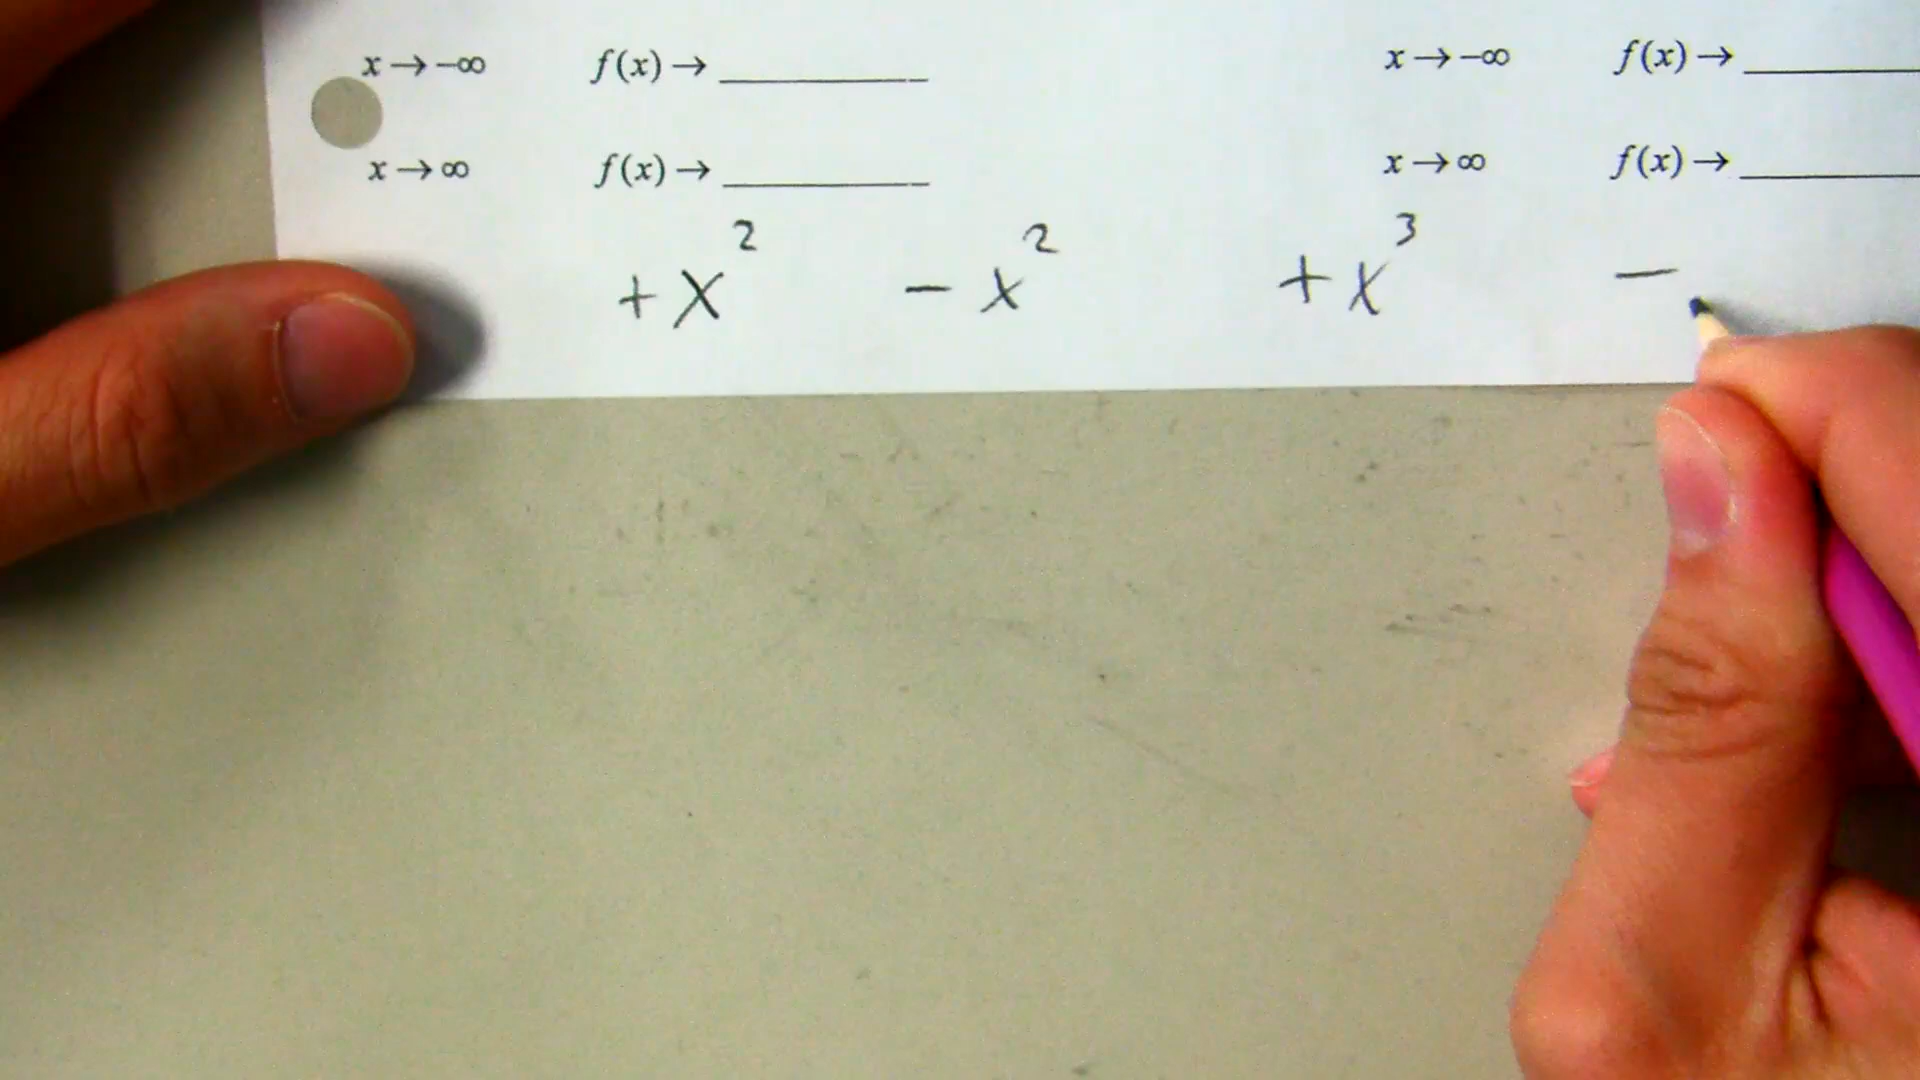 x → -∞ f(x) → ________ x → -∞ f(x) → ________
x → ∞ f(x) → ________ x → ∞ f(x) → ________
+x² -x² +x³ -